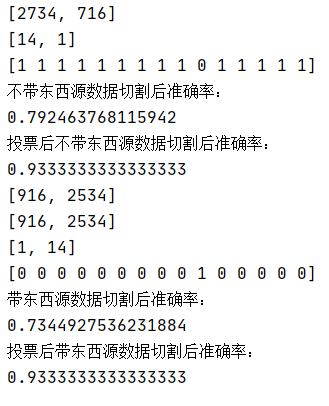 [2734, 716]
[14, 1]
[1 1 1 1 1 1 1 1 1 0 1 1 1 1 1]
不带东西源数据切割后准确率：
0.792463768115942
投票后不带东西源数据切割后准确率：
0.9333333333333333
[916, 2534]
[916, 2534]
[1, 14]
[0 0 0 0 0 0 0 0 0 1 0 0 0 0 0]
带东西源数据切割后准确率：
0.7344927536231884
投票后带东西源数据切割后准确率：
0.9333333333333333